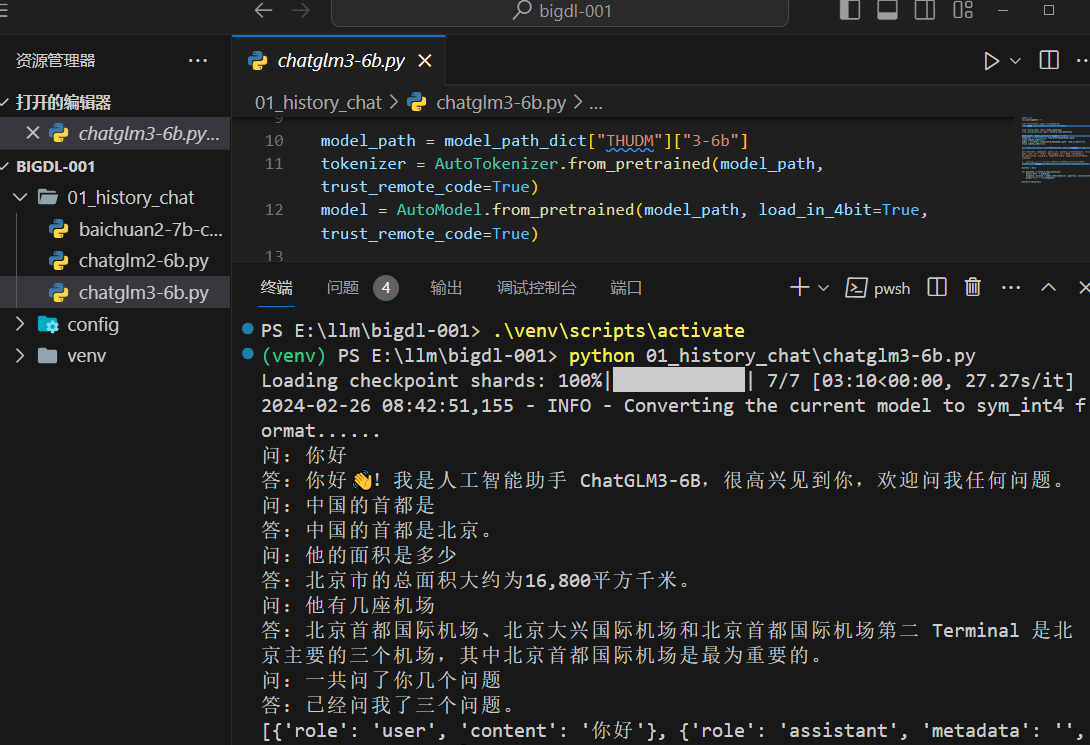 bigdl-001
资源管理器
chatglm3-6b.py
打开的编辑器
01_history_chat > chatglm3-6b.py > ...
chatglm3-6b.py...
BIGDL-001
01_history_chat
baichuan2-7b-c...
chatglm2-6b.py
chatglm3-6b.py
config
venv
9
10 model_path = model_path_dict["THUDM"]["3-6b"]
11 tokenizer = AutoTokenizer.from_pretrained(model_path,
trust_remote_code=True)
12 model = AutoModel.from_pretrained(model_path, load_in_4bit=True,
trust_remote_code=True)
13
终端 问题 4 输出 调试控制台 端口 pwsh
PS E:\llm\bigdl-001> .\venv\scripts\activate
(venv) PS E:\llm\bigdl-001> python 01_history_chat\chatglm3-6b.py
Loading checkpoint shards: 100%| | 7/7 [03:10<00:00, 27.27s/it]
2024-02-26 08:42:51,155 - INFO - Converting the current model to sym_int4 f
ormat......
问: 你好
答: 你好👋! 我是人工智能助手 ChatGLM3-6B, 很高兴见到你, 欢迎问我任何问题。
问: 中国的首都是
答: 中国的首都是北京。
问: 他的面积是多少
答: 北京市的总面积大约为16,800平方千米。
问: 他有几座机场
答: 北京首都国际机场、北京大兴国际机场和北京首都国际机场第二 Terminal 是北
京主要的三个机场, 其中北京首都国际机场是最为重要的。
问: 一共问了你几个问题
答: 已经问我了三个问题。
[{'role': 'user', 'content': '你好'}, {'role': 'assistant', 'metadata': '',